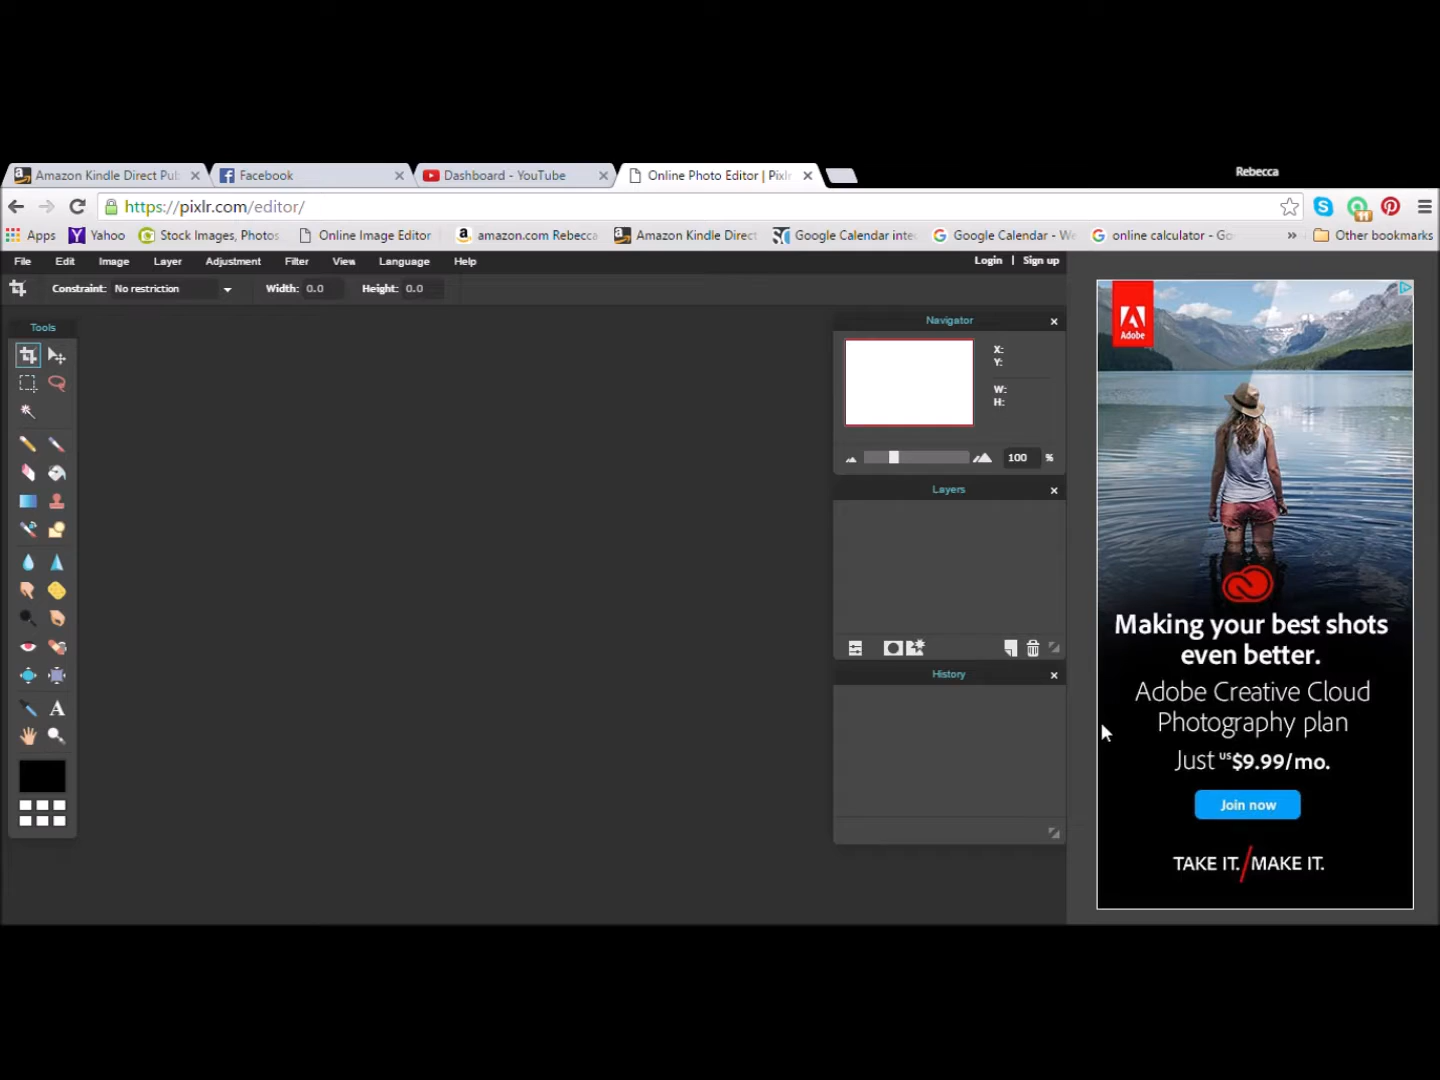 Rebecca
Amazon Kindle Direct Pub
Facebook
Dashboard - YouTube
Online Photo Editor | Pixlr
https://pixlr.com/editor/
Apps
Yahoo
Stock Images, Photos
Online Image Editor
amazon.com Rebecca
Amazon Kindle Direct
Google Calendar inte
Google Calendar - We
online calculator - Go
»
Other bookmarks
File Edit Image Layer Adjustment Filter View Language Help
Login | Sign up
Constraint: No restriction Width: 0.0 Height: 0.0
Tools
A
Navigator
X:
Y:
W:
H:
100 %
Layers
History
Adobe
Making your best shots
even better.
Adobe Creative Cloud
Photography plan
Just US$9.99/mo.
Join now
TAKE IT./MAKE IT.